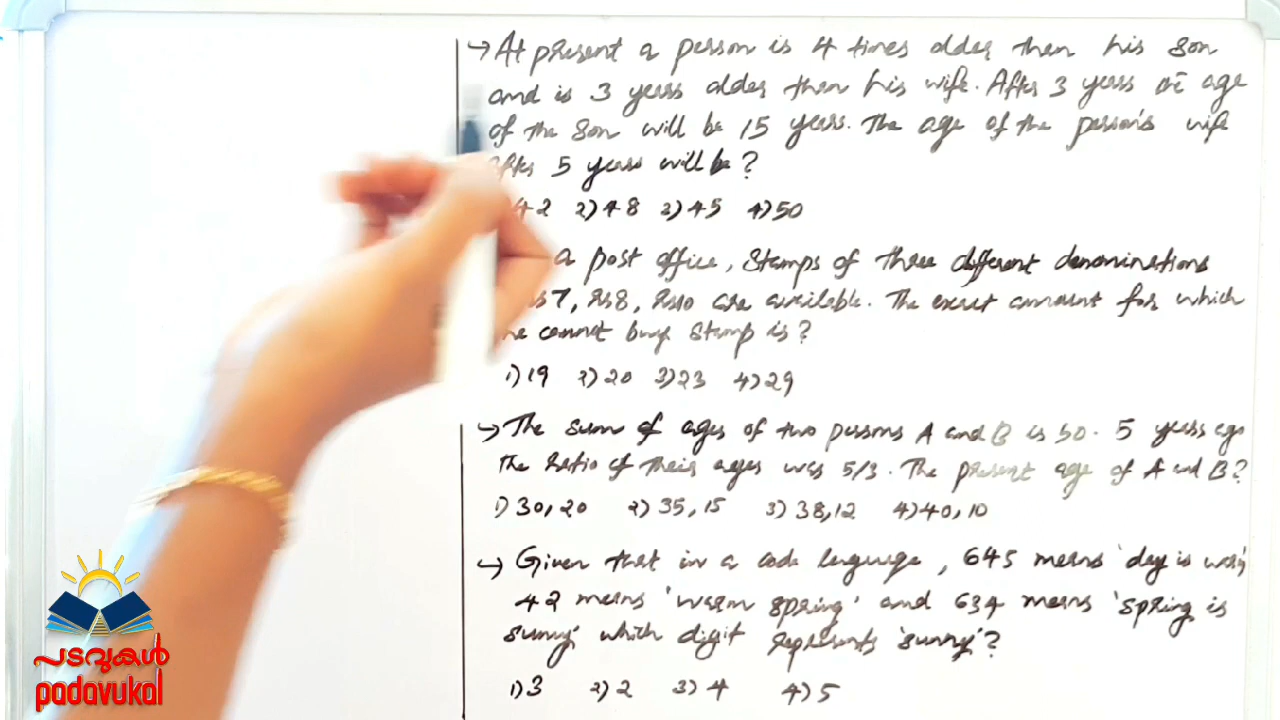 → At present a person is 4 times older then his son
and is 3 years older then his wife. After 3 years age
of the son will be 15 years. The age of the person's wife
5 years will be?
42 2) 48 3) 45 4) 50
a post office, stamps of three different denominations
7, Rs8, Rs10 are available. The exact amount for which
cannot buy stamp is?
1) 19 2) 20 3) 23 4) 29
→ The sum of ages of two persons A and B is 50. 5 years ago
the ratio of their ages was 5/3. The present age of A and B?
1) 30,20 2) 35,15 3) 38,12 4) 40,10
→ Given that in a code language, 645 means 'day is
42 means 'warm spring' and 634 means 'spring is
sunny' which digit represents 'sunny'?
1) 3 2) 2 3) 4 4) 5
പടവുകൾ
padavukal